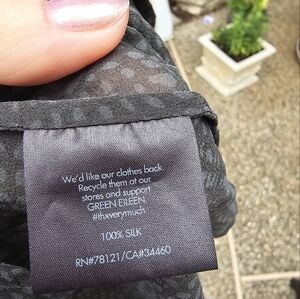 We'd like our clothes back.
Recycle them at our
stores and support
GREEN EILEEN
#thxverymuch
100% SILK
RN#78121/CA#34460